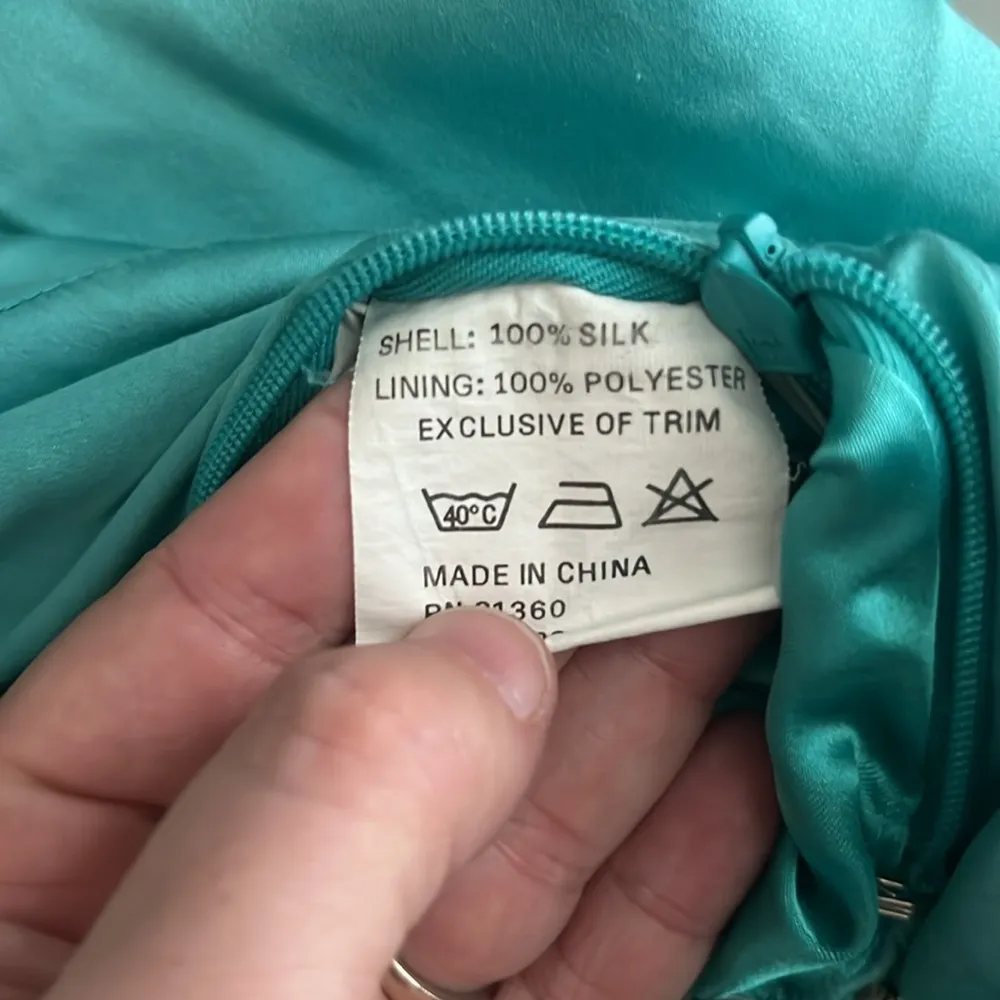 SHELL: 100% SILK
LINING: 100% POLYESTER
EXCLUSIVE OF TRIM
40°C
MADE IN CHINA